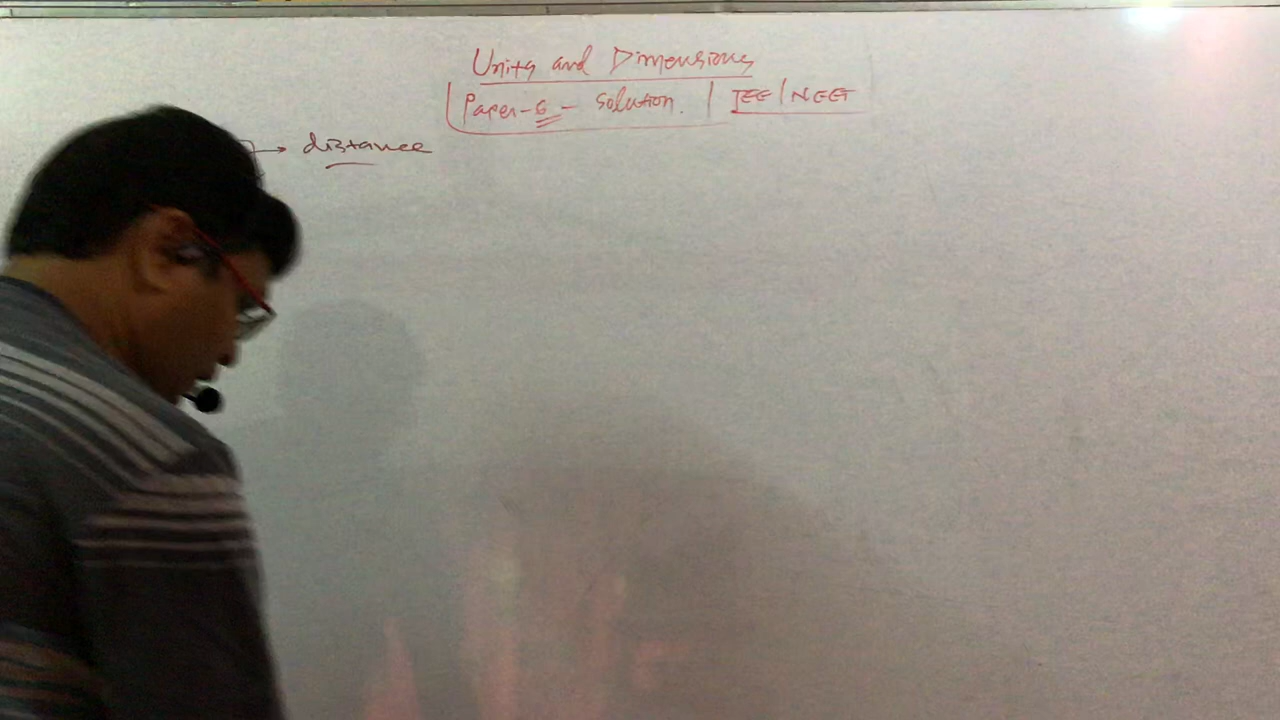 Units and Dimensions
Paper-6 - Solution. | JEE/NEET
→ distance